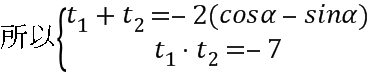 所以{t₁ + t₂ =– 2(cosα – sinα)
t₁ · t₂ =– 7